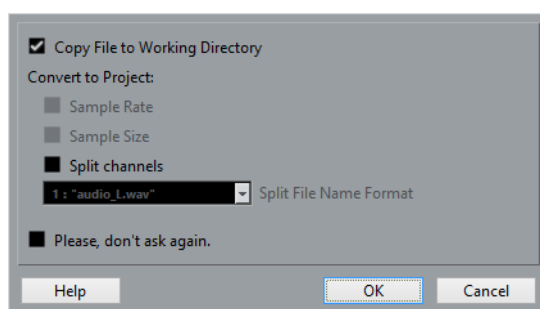 Copy File to Working Directory
Convert to Project:
Sample Rate
Sample Size
Split channels
1 : "audio_L.wav" Split File Name Format
Please, don't ask again.
Help OK Cancel